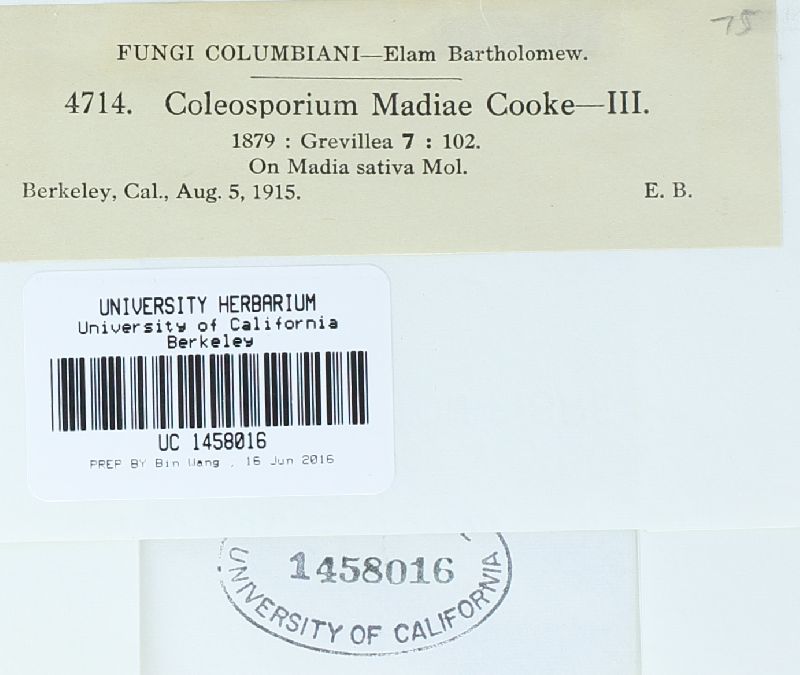 75
FUNGI COLUMBIANI—Elam Bartholomew.
4714. Coleosporium Madiae Cooke—III.
1879 : Grevillea 7 : 102.
On Madia sativa Mol.
Berkeley, Cal., Aug. 5, 1915. E. B.
UNIVERSITY HERBARIUM
University of California
Berkeley
UC 1458016
PREP BY Bin Wang , 16 Jun 2016
1458016
UNIVERSITY OF CALIFORNIA